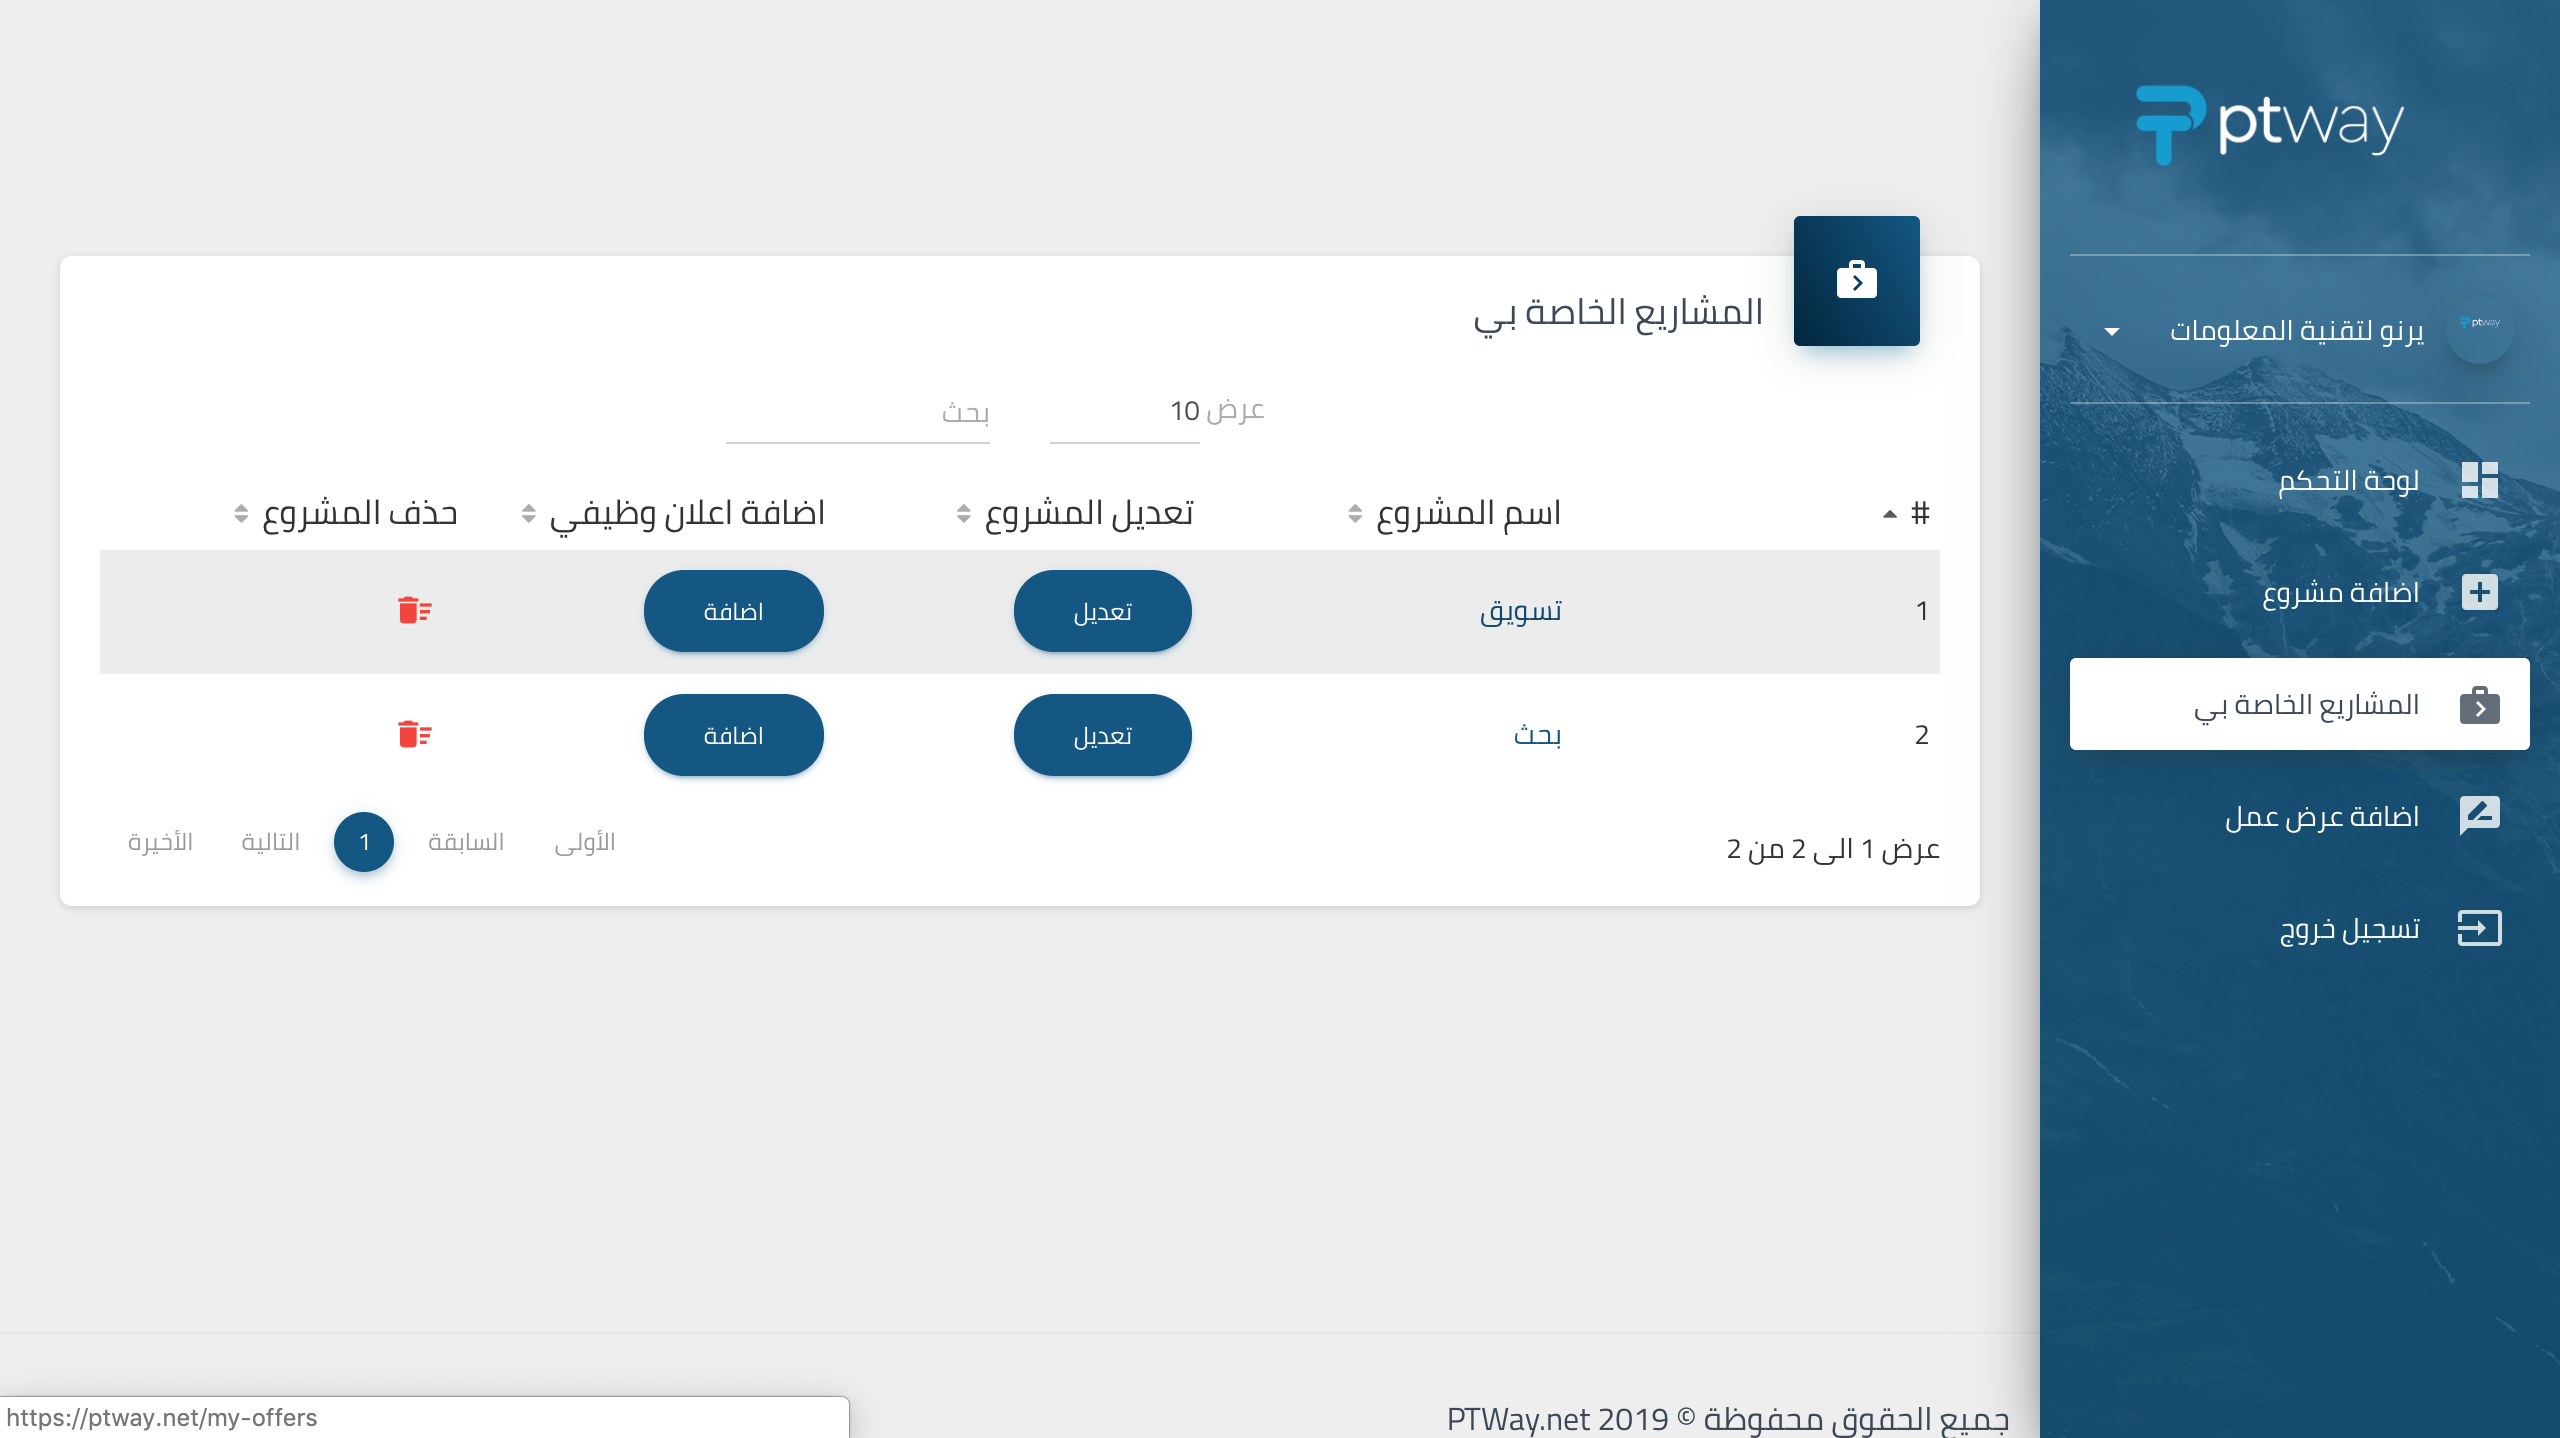 ptway
يرنو لتقنية المعلومات
لوحة التحكم
اضافة مشروع
المشاريع الخاصة بي
اضافة عرض عمل
تسجيل خروج
المشاريع الخاصة بي
عرض 10 بحث
# اسم المشروع تعديل المشروع اضافة اعلان وظيفي حذف المشروع
1 تسويق تعديل اضافة
2 بحث تعديل اضافة
عرض 1 الى 2 من 2
الأولى السابقة 1 التالية الأخيرة
جميع الحقوق محفوظة © 2019 PTWay.net
https://ptway.net/my-offers